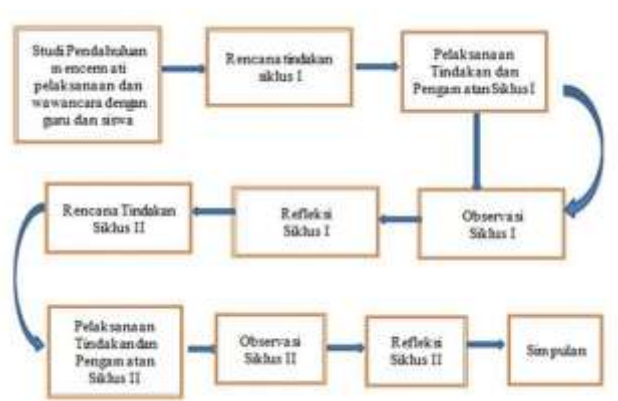 Studi Pendahuluan
mencermati
pelaksanaan dan
wawancara dengan
guru dan siswa
Rencana tindakan
siklus I
Pelaksanaan
Tindakan dan
Pengamatan Siklus I
Rencana Tindakan
Siklus II
Refleksi
Siklus I
Observasi
Siklus I
Pelaksanaan
Tindakan dan
Pengamatan
Siklus II
Observasi
Siklus II
Refleksi
Siklus II
Simpulan